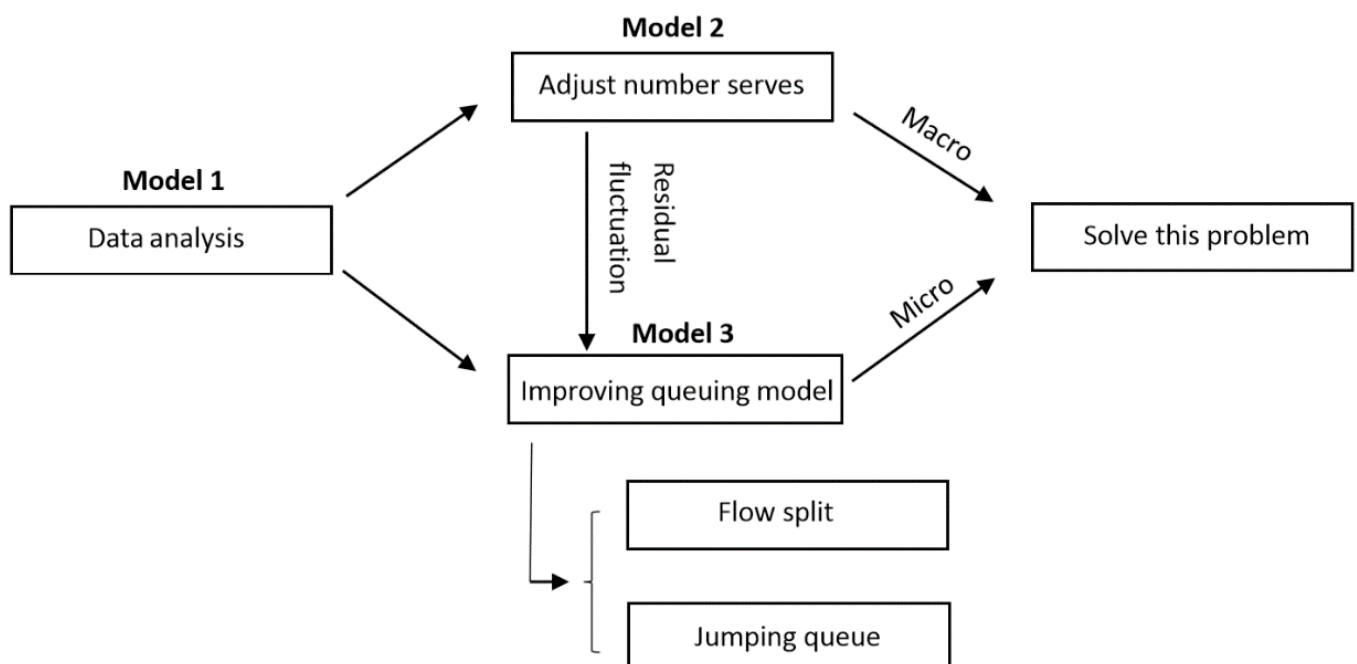 Model 2
Adjust number serves
Macro
Model 1
Data analysis
Residual
fluctuation
Solve this problem
Micro
Model 3
Improving queuing model
Flow split
Jumping queue